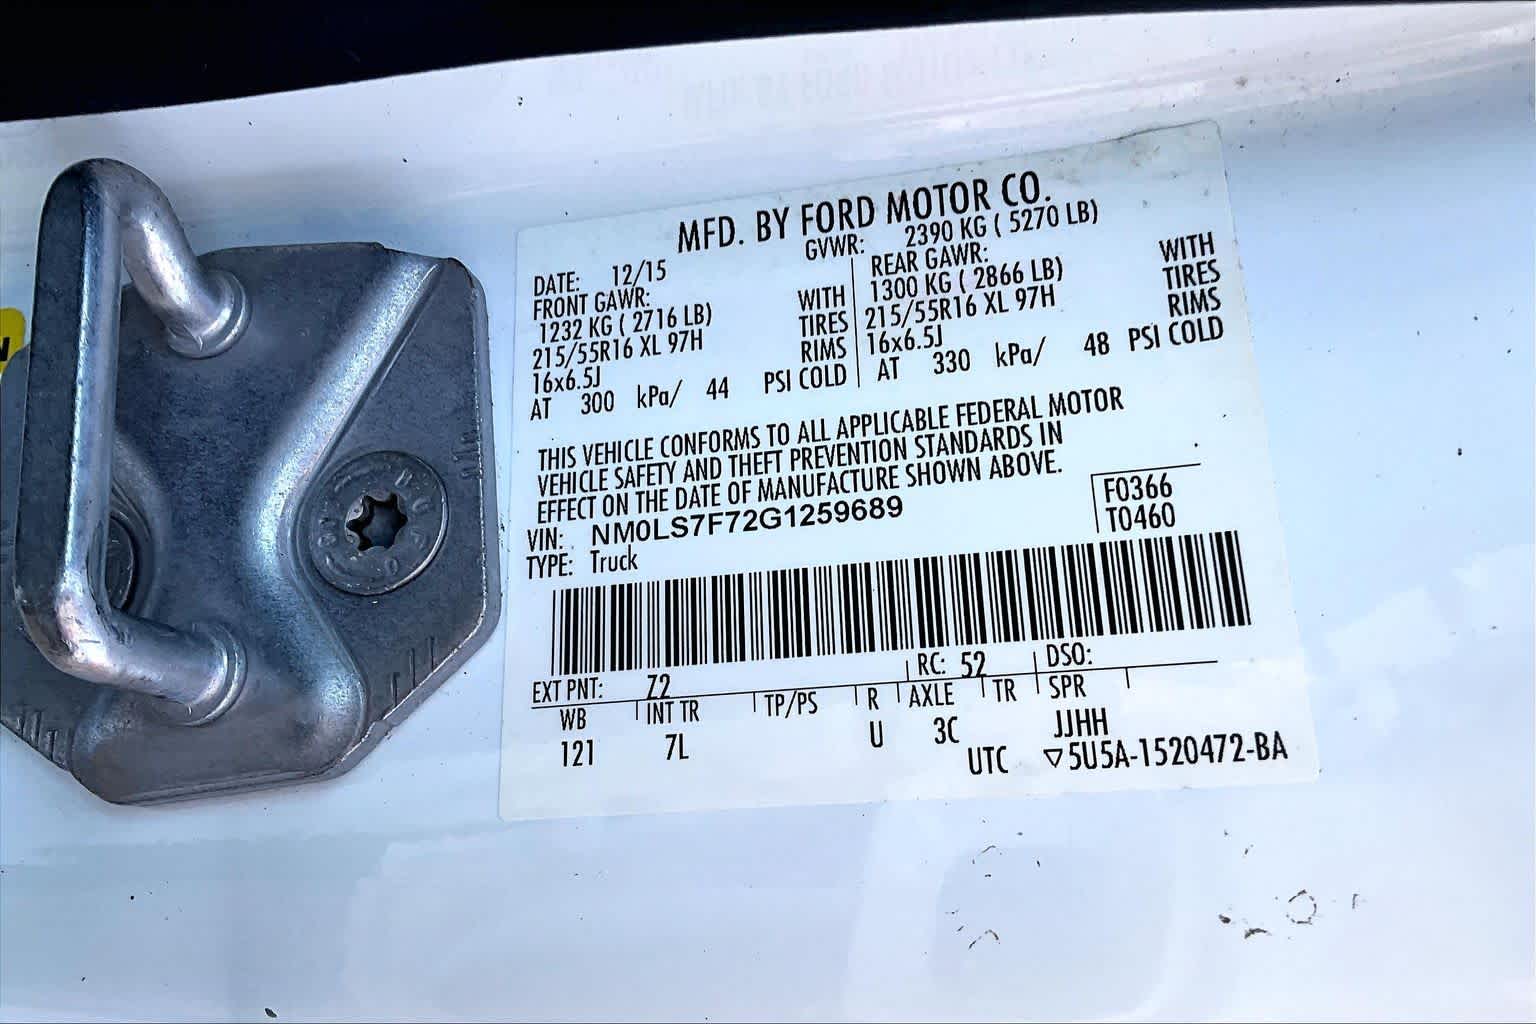 MFD. BY FORD MOTOR CO.
DATE: 12/15 GVWR: 2390 KG ( 5270 LB)
FRONT GAWR: REAR GAWR:
1232 KG ( 2716 LB) WITH 1300 KG ( 2866 LB) WITH
215/55R16 XL 97H TIRES 215/55R16 XL 97H TIRES
16x6.5J RIMS 16x6.5J RIMS
AT 300 kPa/ 44 PSI COLD AT 330 kPa/ 48 PSI COLD
THIS VEHICLE CONFORMS TO ALL APPLICABLE FEDERAL MOTOR
VEHICLE SAFETY AND THEFT PREVENTION STANDARDS IN
EFFECT ON THE DATE OF MANUFACTURE SHOWN ABOVE.
VIN: NM0LS7F72G1259689 F0366
TYPE: Truck T0460
EXT PNT: Z2 RC: 52 DSO:
WB INT TR TP/PS R AXLE TR SPR
121 7L U 3C JJHH
UTC ▽5U5A-1520472-BA